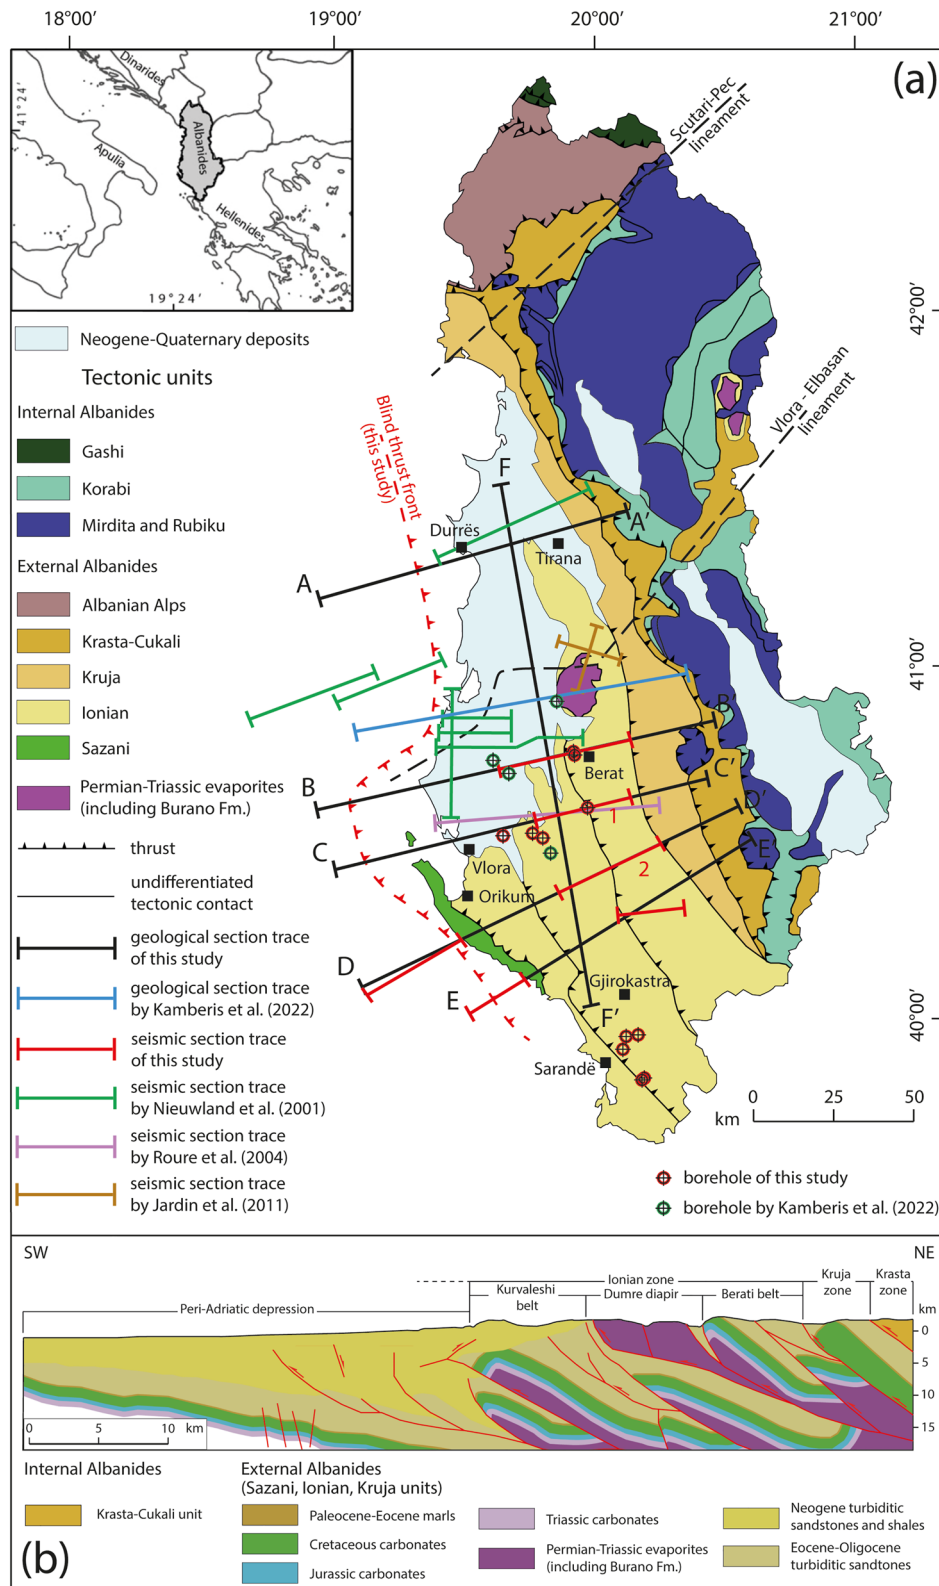 18°00′
19°00′
20°00′
21°00′
(a)
41°24′
Dinarides
Albanides
Apulia
Hellenides
19°24′
Scutari-Pec
lineament
42°00′
Neogene-Quaternary deposits
Tectonic units
Internal Albanides
Gashi
Korabi
Mirdita and Rubiku
External Albanides
Albanian Alps
Krasta-Cukali
Kruja
Ionian
Sazani
Permian-Triassic evaporites
(including Burano Fm.)
thrust
undifferentiated
tectonic contact
geological section trace
of this study
geological section trace
by Kamberis et al. (2022)
seismic section trace
of this study
seismic section trace
by Nieuwland et al. (2001)
seismic section trace
by Roure et al. (2004)
seismic section trace
by Jardin et al. (2011)
Blind thrust front
(this study)
Vlora - Elbasan
lineament
F
A′
Durrës
Tirana
A
41°00′
B′
B
Berat
C′
D′
1
C
E′
Vlora
2
Orikum
D
Gjirokastra
E
F′
40°00′
Sarandë
0
25
50
km
borehole of this study
borehole by Kamberis et al. (2022)
SW
NE
Ionian zone
Kruja
zone
Krasta
zone
Kurvaleshi
belt
Dumre diapir
Berati belt
Peri-Adriatic depression
km
0
5
10
15
0
5
10
km
Internal Albanides
Krasta-Cukali unit
External Albanides
(Sazani, Ionian, Kruja units)
Paleocene-Eocene marls
Cretaceous carbonates
Jurassic carbonates
Triassic carbonates
Permian-Triassic evaporites
(including Burano Fm.)
Neogene turbiditic
sandstones and shales
Eocene-Oligocene
turbiditic sandtones
(b)